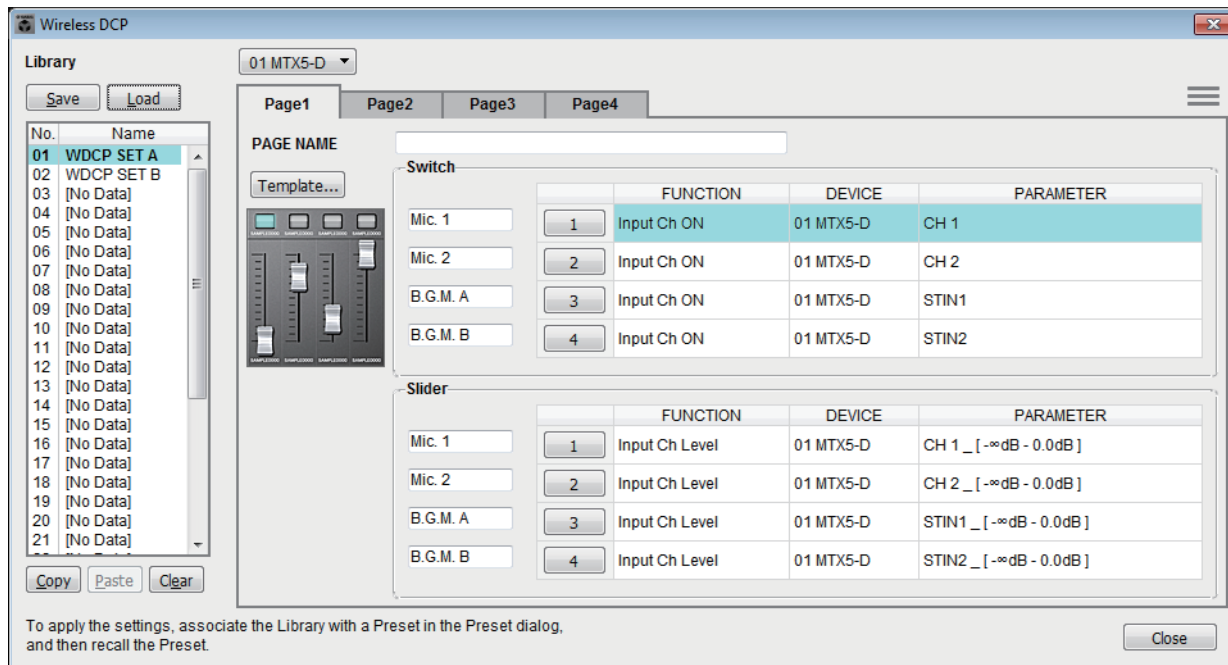 Wireless DCP
Library
01 MTX5-D
Save Load
Page1 Page2 Page3 Page4
No. Name
01 WDCP SET A
02 WDCP SET B
03 [No Data]
04 [No Data]
05 [No Data]
06 [No Data]
07 [No Data]
08 [No Data]
09 [No Data]
10 [No Data]
11 [No Data]
12 [No Data]
13 [No Data]
14 [No Data]
15 [No Data]
16 [No Data]
17 [No Data]
18 [No Data]
19 [No Data]
20 [No Data]
21 [No Data]
Copy Paste Clear
PAGE NAME
Template...
Switch
FUNCTION DEVICE PARAMETER
Mic. 1 1 Input Ch ON 01 MTX5-D CH 1
Mic. 2 2 Input Ch ON 01 MTX5-D CH 2
B.G.M. A 3 Input Ch ON 01 MTX5-D STIN1
B.G.M. B 4 Input Ch ON 01 MTX5-D STIN2
Slider
FUNCTION DEVICE PARAMETER
Mic. 1 1 Input Ch Level 01 MTX5-D CH 1 _ [ -∞dB - 0.0dB ]
Mic. 2 2 Input Ch Level 01 MTX5-D CH 2 _ [ -∞dB - 0.0dB ]
B.G.M. A 3 Input Ch Level 01 MTX5-D STIN1 _ [ -∞dB - 0.0dB ]
B.G.M. B 4 Input Ch Level 01 MTX5-D STIN2 _ [ -∞dB - 0.0dB ]
To apply the settings, associate the Library with a Preset in the Preset dialog,
and then recall the Preset.
Close